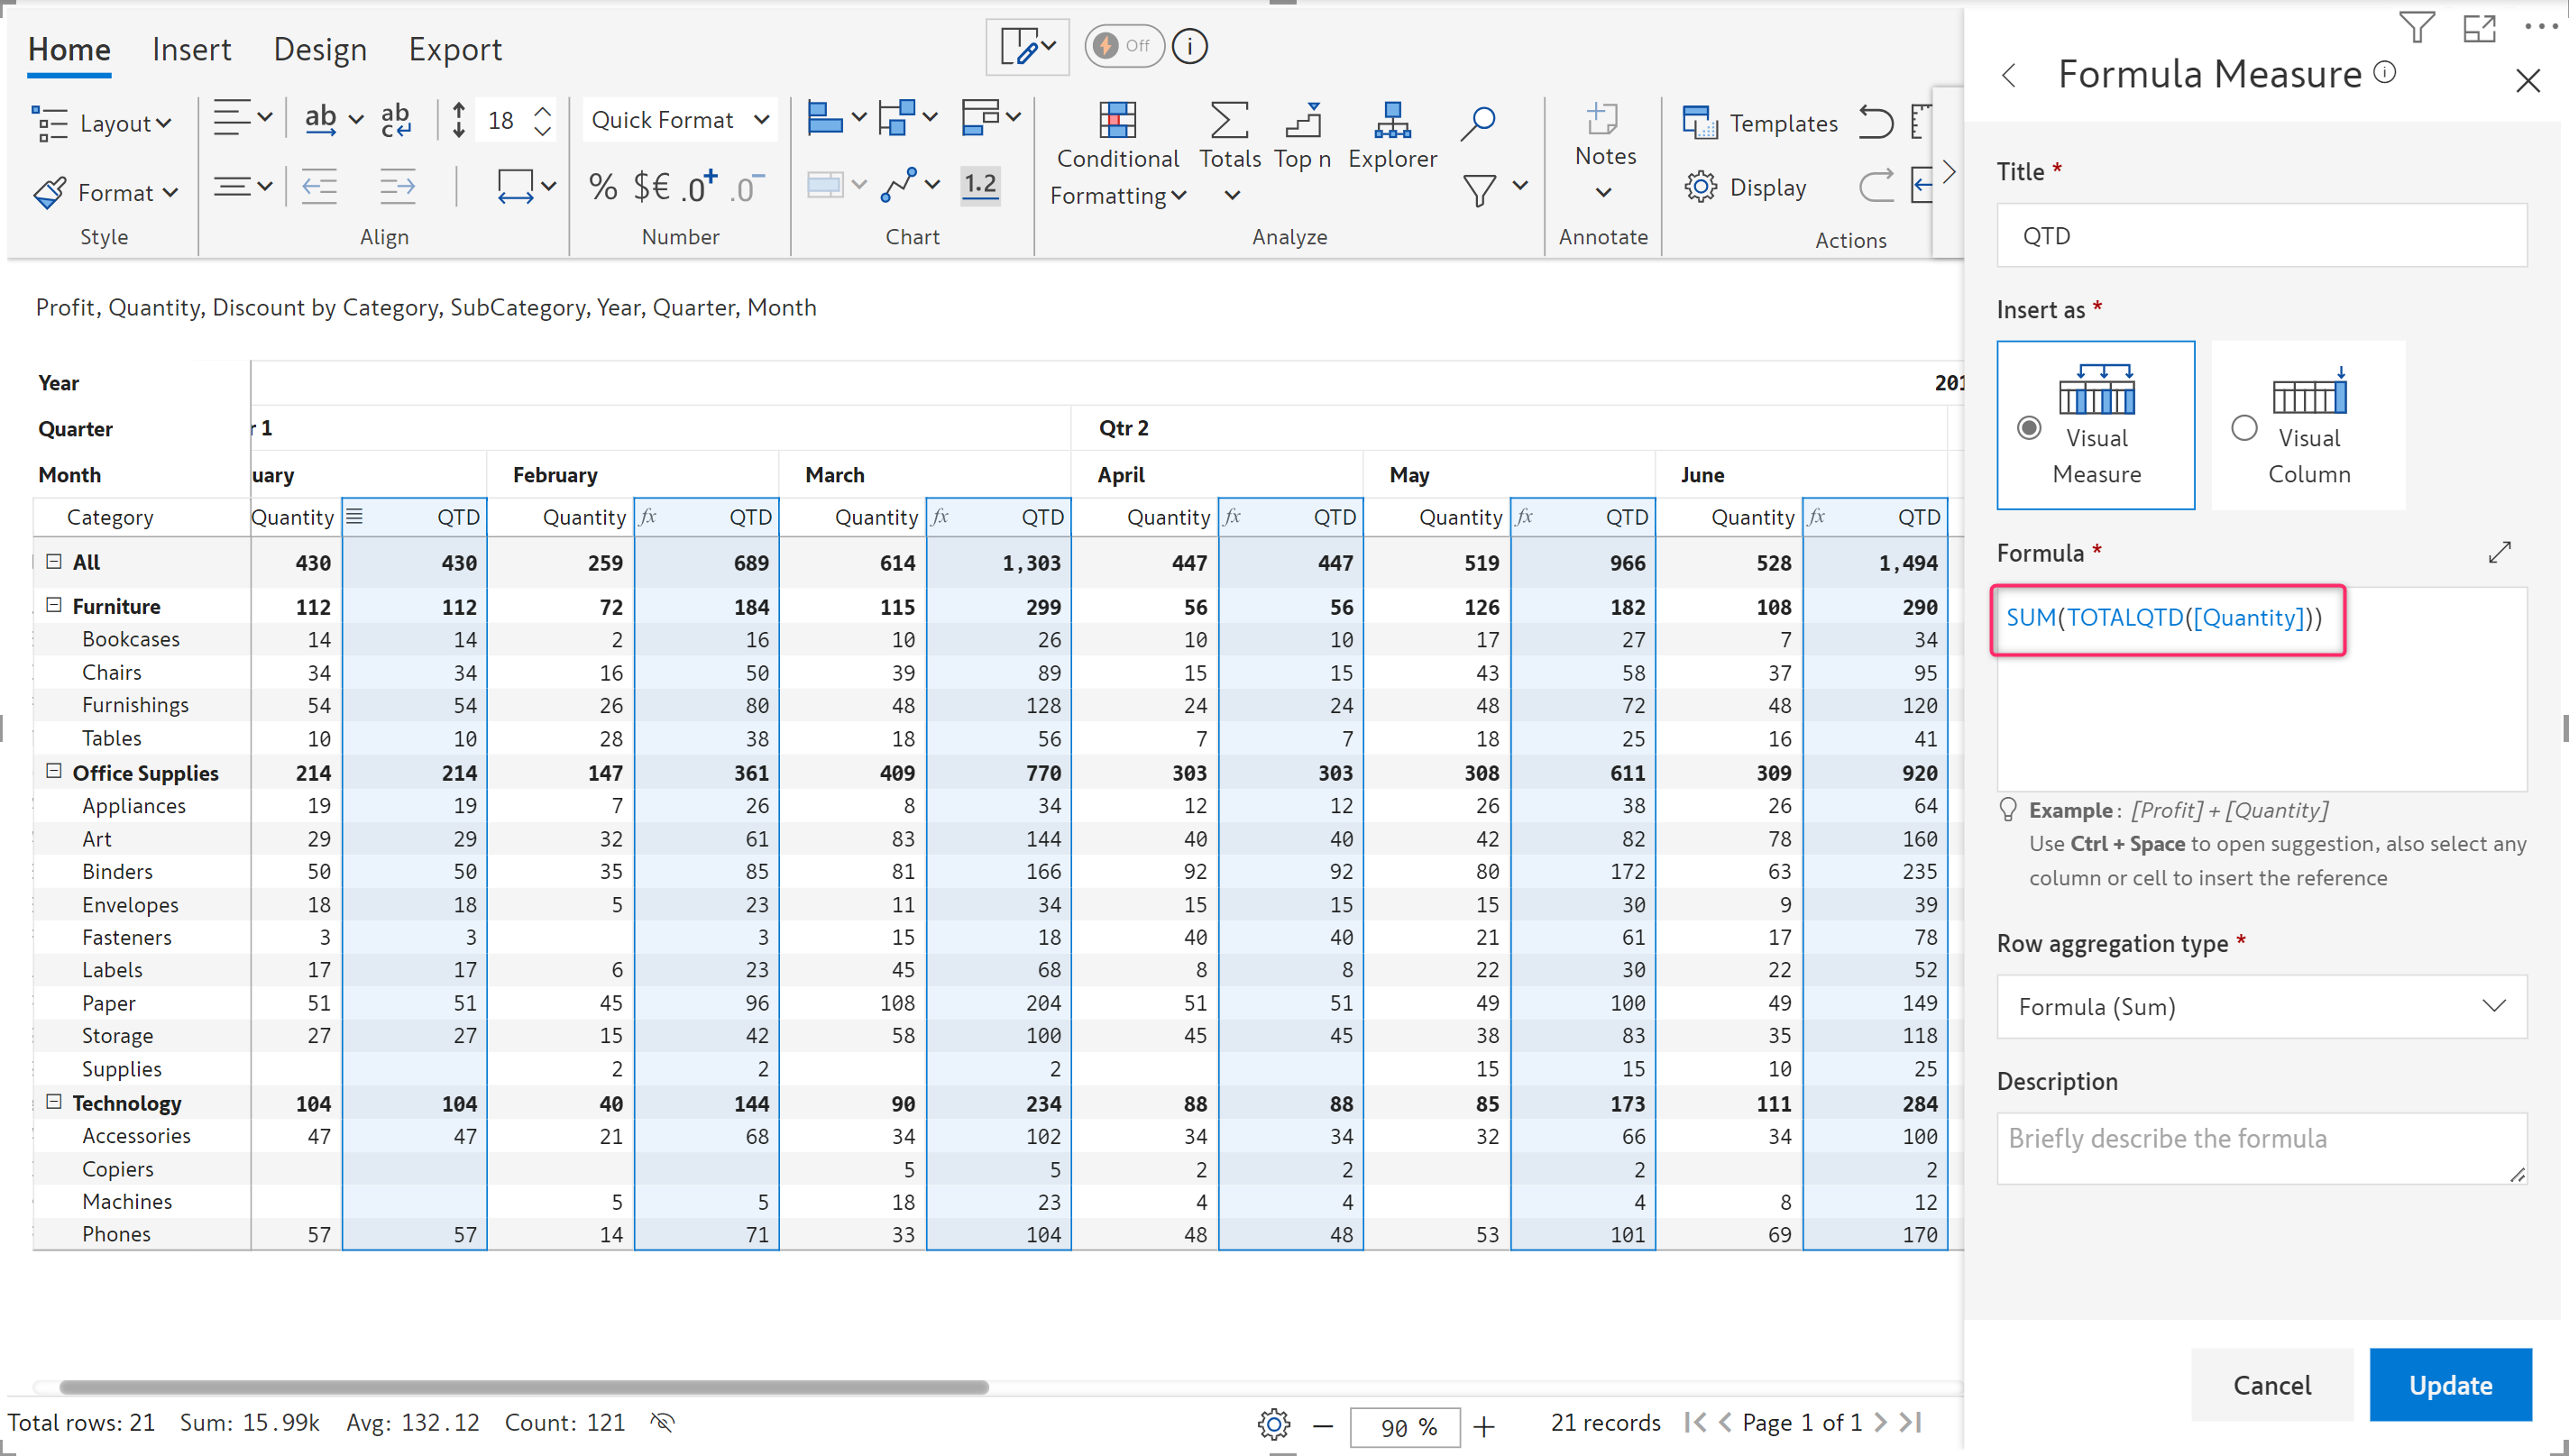 Home Insert Design Export Off
Layout ab ab c 18 Quick Format Conditional Formatting Totals Top n Explorer Notes Templates
Format % $€ .0+ .0- 1.2 Display
Style Align Number Chart Analyze Annotate Actions
Profit, Quantity, Discount by Category, SubCategory, Year, Quarter, Month
Year 201
Quarter r 1 Qtr 2
Month uary February March April May June
Category Quantity QTD Quantity fx QTD Quantity fx QTD Quantity fx QTD Quantity fx QTD Quantity fx QTD
All 430 430 259 689 614 1,303 447 447 519 966 528 1,494
Furniture 112 112 72 184 115 299 56 56 126 182 108 290
Bookcases 14 14 2 16 10 26 10 10 17 27 7 34
Chairs 34 34 16 50 39 89 15 15 43 58 37 95
Furnishings 54 54 26 80 48 128 24 24 48 72 48 120
Tables 10 10 28 38 18 56 7 7 18 25 16 41
Office Supplies 214 214 147 361 409 770 303 303 308 611 309 920
Appliances 19 19 7 26 8 34 12 12 26 38 26 64
Art 29 29 32 61 83 144 40 40 42 82 78 160
Binders 50 50 35 85 81 166 92 92 80 172 63 235
Envelopes 18 18 5 23 11 34 15 15 15 30 9 39
Fasteners 3 3 3 15 18 40 40 21 61 17 78
Labels 17 17 6 23 45 68 8 8 22 30 22 52
Paper 51 51 45 96 108 204 51 51 49 100 49 149
Storage 27 27 15 42 58 100 45 45 38 83 35 118
Supplies 2 2 2 15 15 10 25
Technology 104 104 40 144 90 234 88 88 85 173 111 284
Accessories 47 47 21 68 34 102 34 34 32 66 34 100
Copiers 5 5 2 2 2 2
Machines 5 5 18 23 4 4 4 8 12
Phones 57 57 14 71 33 104 48 48 53 101 69 170
Total rows: 21 Sum: 15.99k Avg: 132.12 Count: 121 90 % 21 records Page 1 of 1
Formula Measure
Title *
QTD
Insert as *
Visual Measure
Visual Column
Formula *
SUM(TOTALQTD([Quantity]))
Example : [Profit] + [Quantity]
Use Ctrl + Space to open suggestion, also select any
column or cell to insert the reference
Row aggregation type *
Formula (Sum)
Description
Briefly describe the formula
Cancel Update